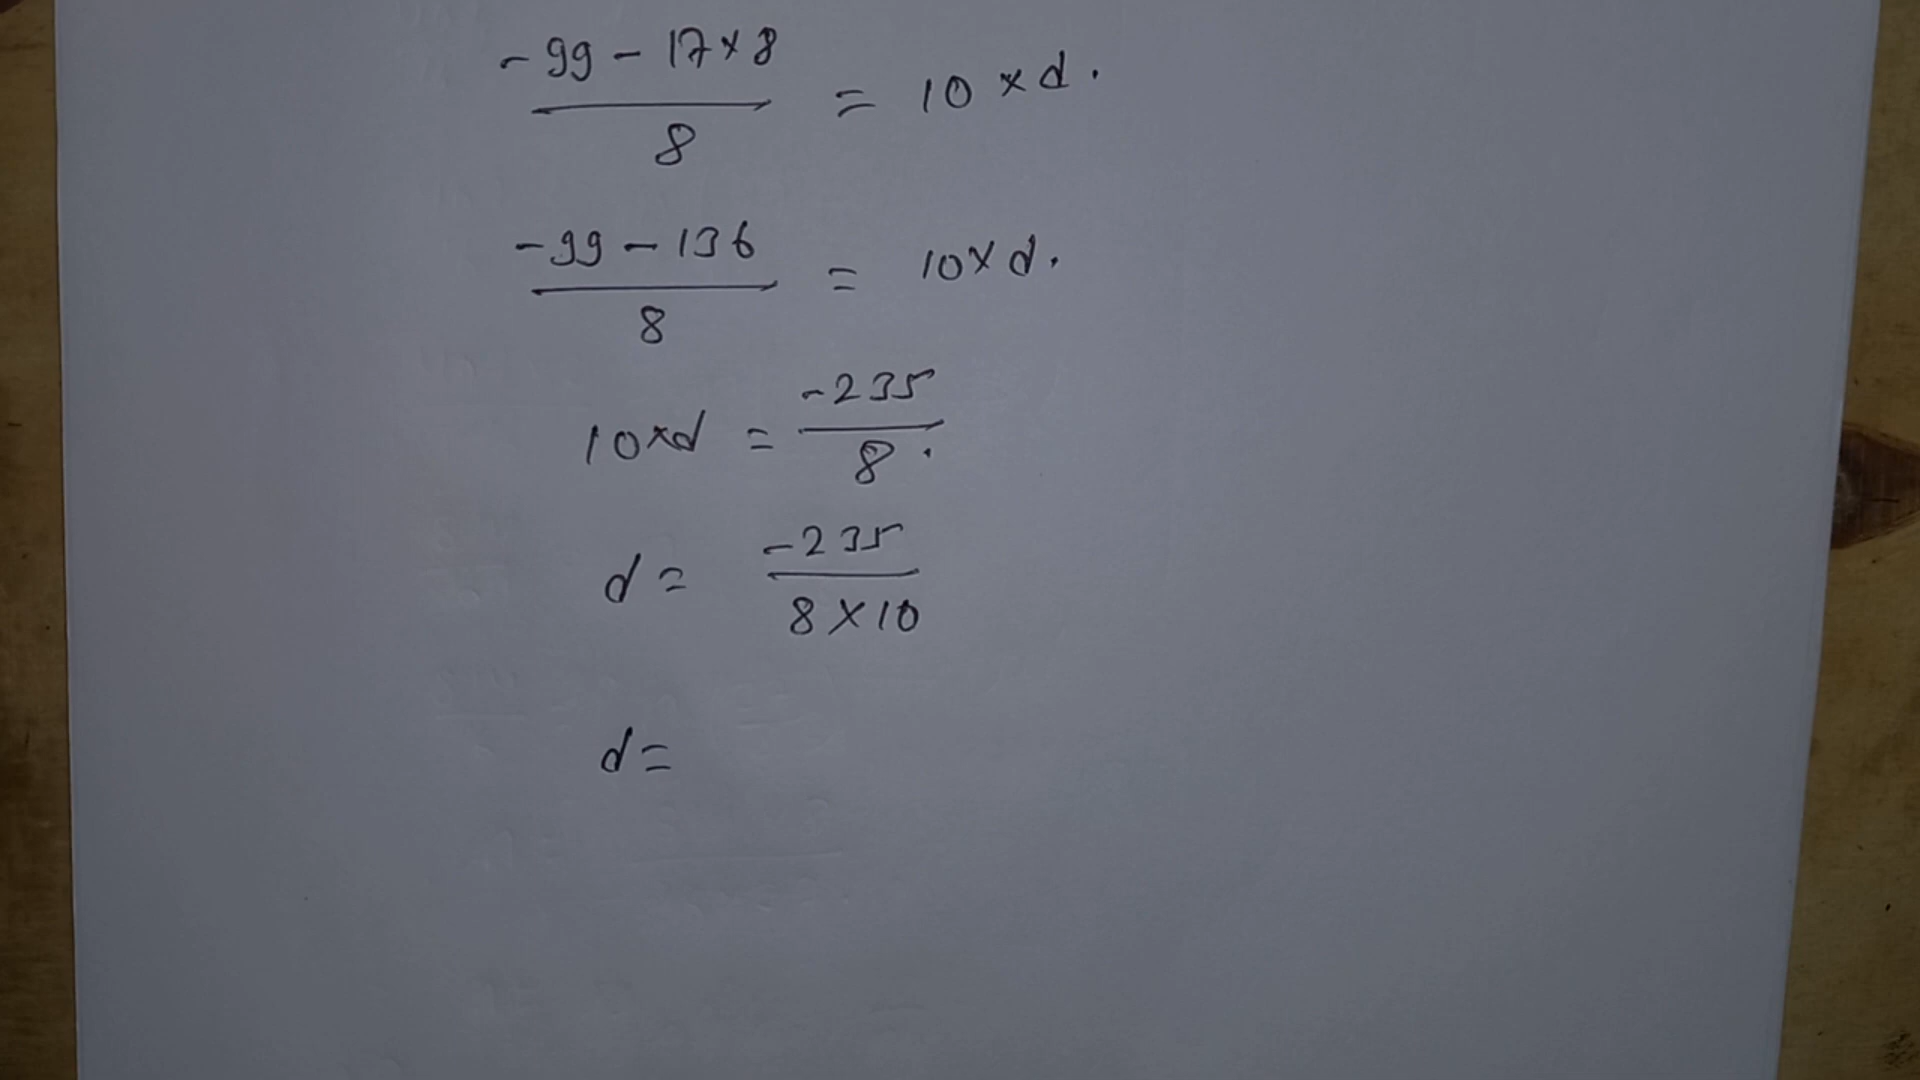 (-99 - 17 × 8) / 8 = 10 × d.
(-99 - 136) / 8 = 10 × d.
10 × d = -235 / 8.
d = -235 / (8 × 10)
d =